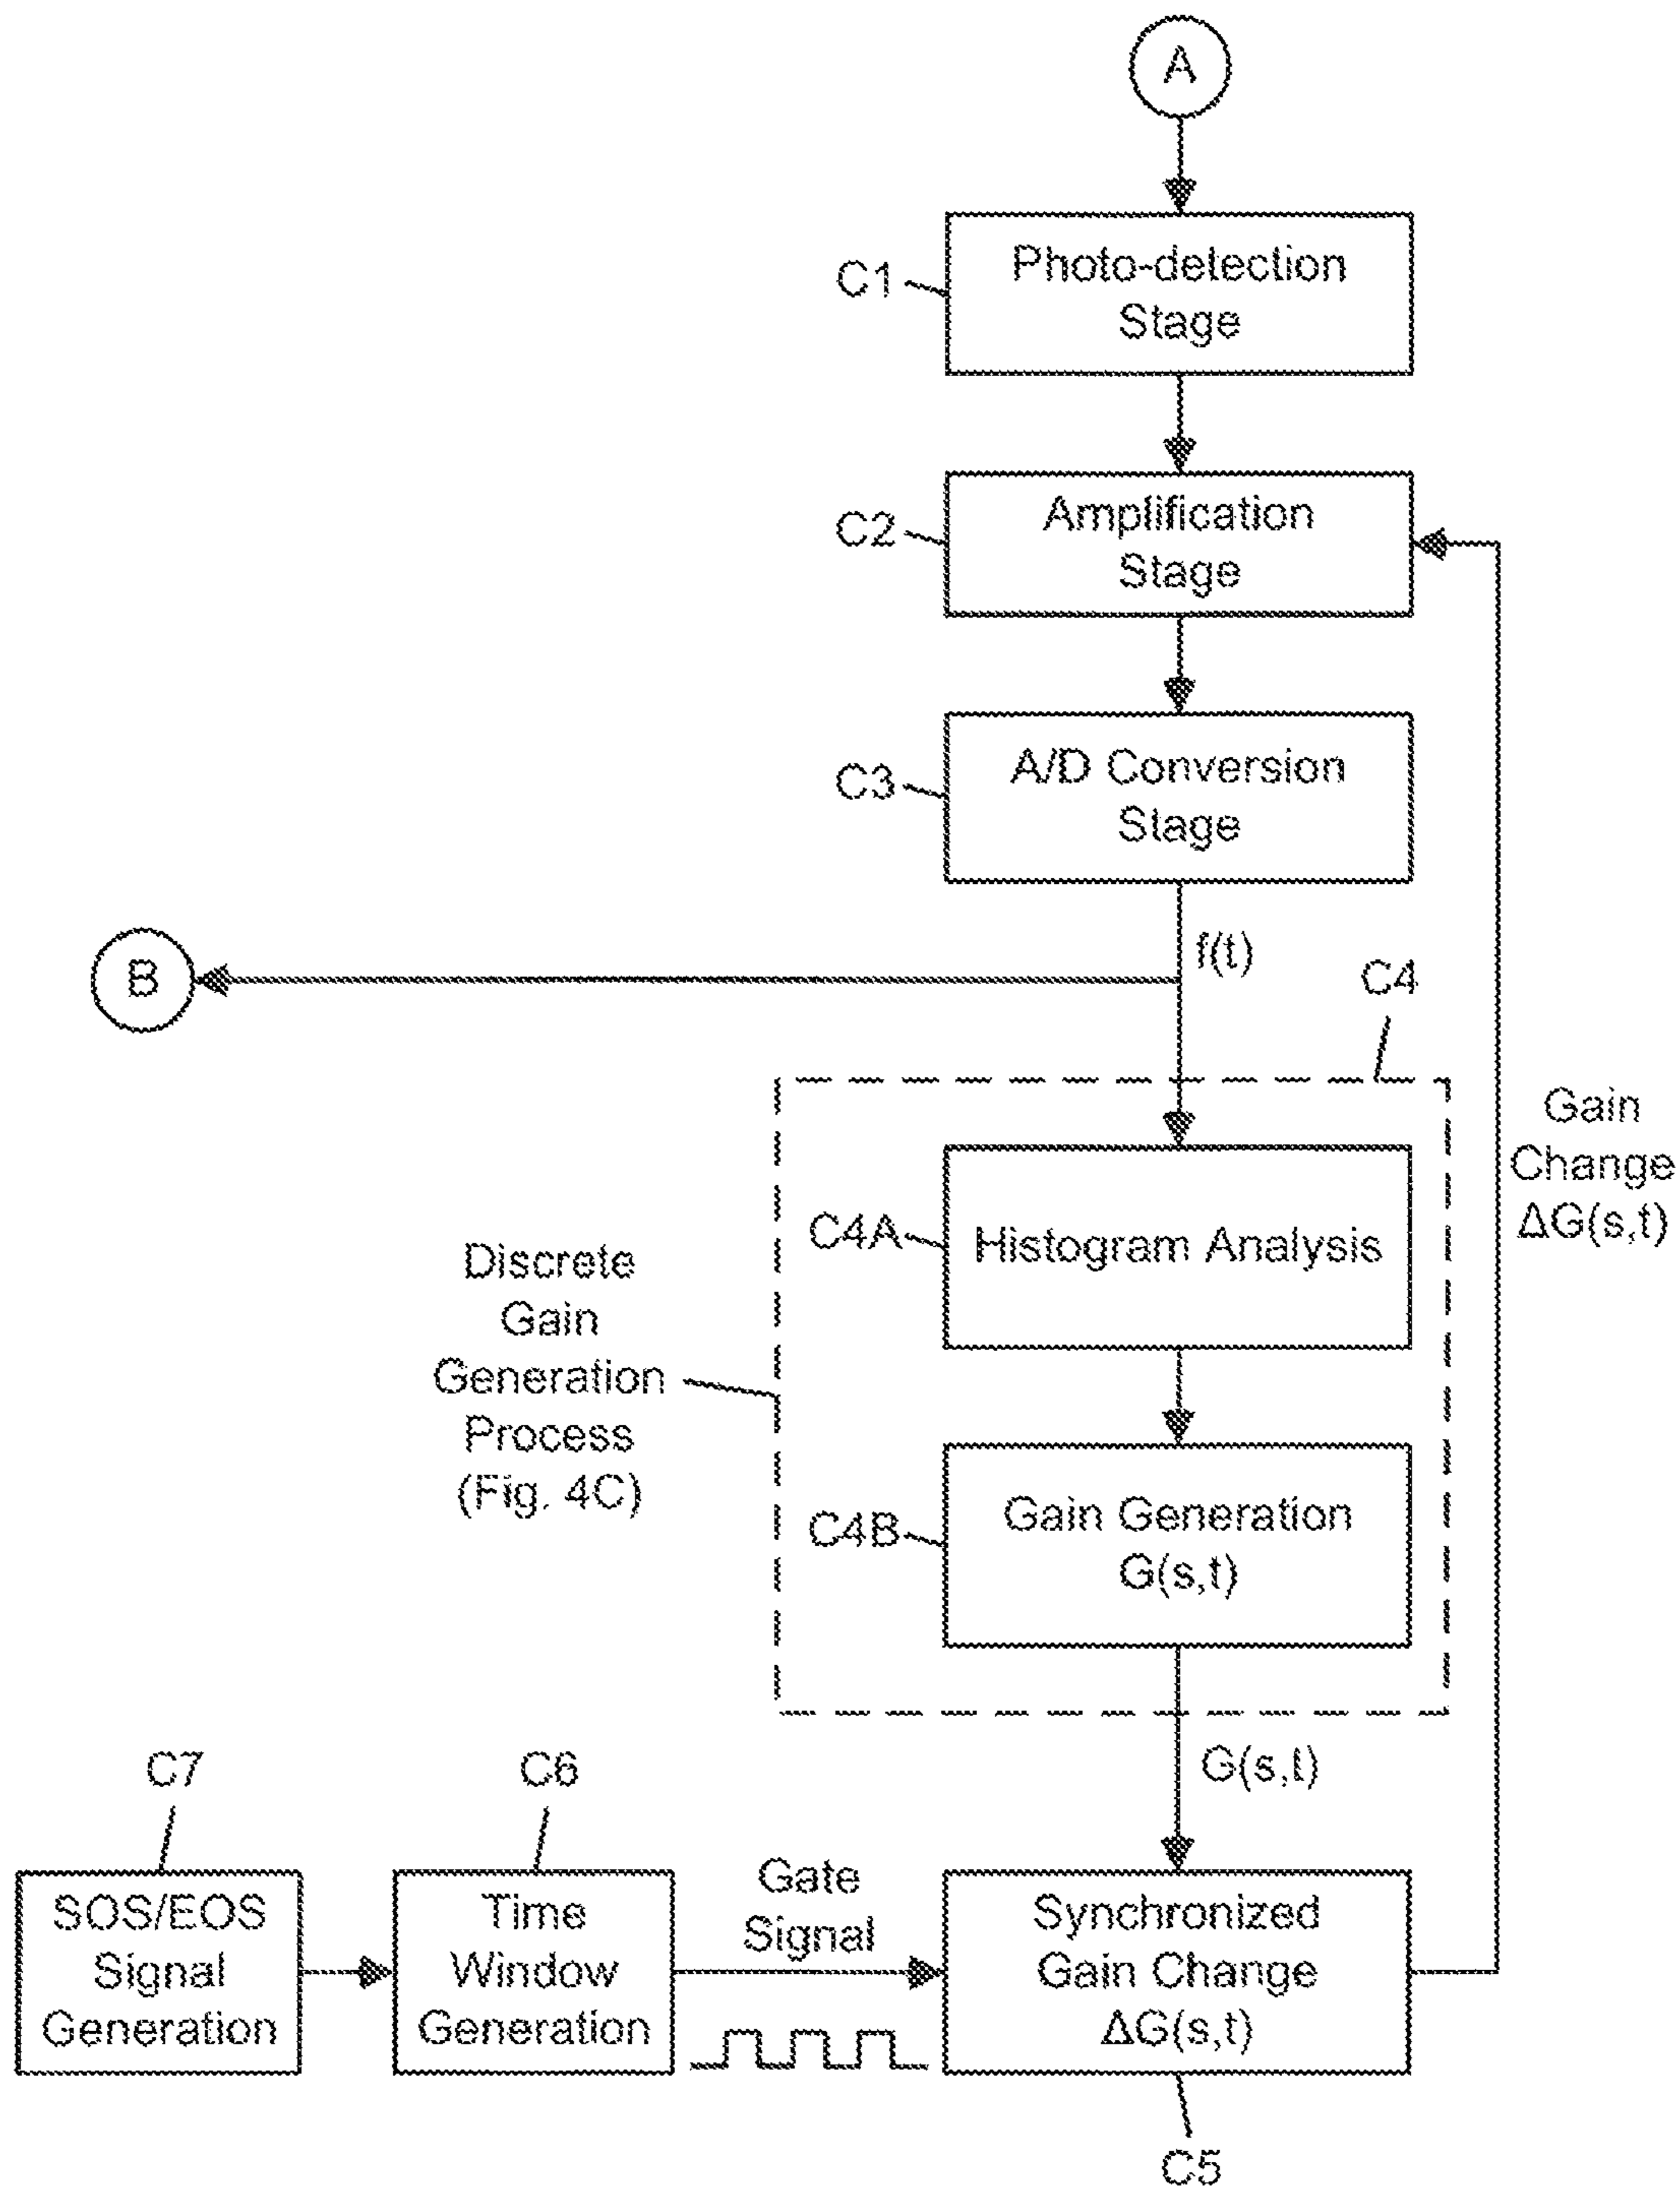 A
C1
Photo-detection
Stage
C2
Amplification
Stage
C3
A/D Conversion
Stage
f(t)
B
C4
Gain
Change
ΔG(s,t)
C4A
Histogram Analysis
Discrete
Gain
Generation
Process
(Fig. 4C)
C4B
Gain Generation
G(s,t)
G(s,t)
C7
C6
SOS/EOS
Signal
Generation
Time
Window
Generation
Gate
Signal
Synchronized
Gain Change
ΔG(s,t)
C5